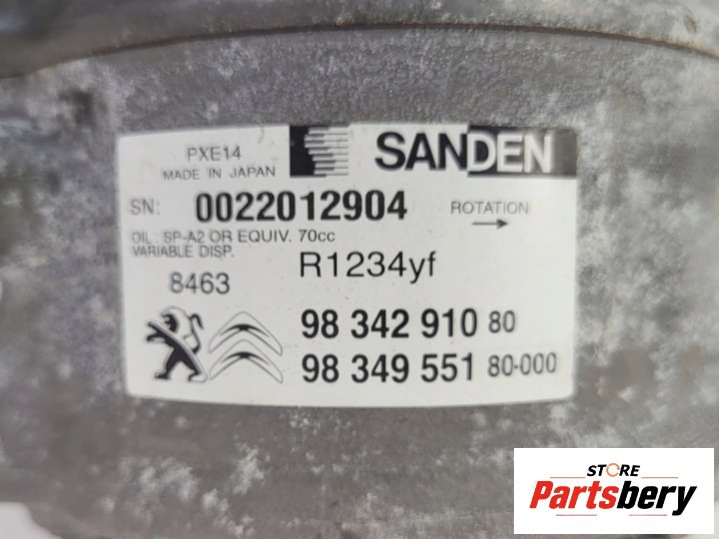 PXE14
MADE IN JAPAN
SANDEN
SN: 0022012904
ROTATION
OIL : SP-A2 OR EQUIV. 70cc
VARIABLE DISP.
8463
R1234yf
98 342 910 80
98 349 551 80-000
STORE
Partsbery